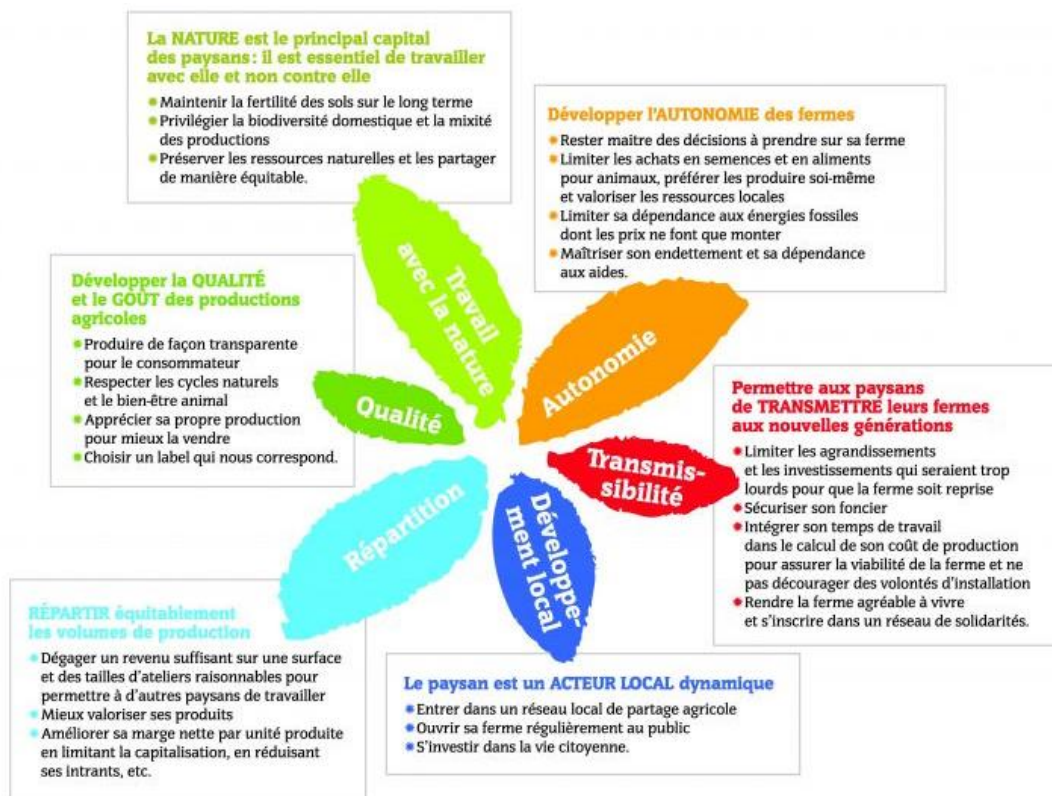 La NATURE est le principal capital
des paysans : il est essentiel de travailler
avec elle et non contre elle
Maintenir la fertilité des sols sur le long terme
Privilégier la biodiversité domestique et la mixité
des productions
Préserver les ressources naturelles et les partager
de manière équitable.
Développer l'AUTONOMIE des fermes
Rester maitre des décisions à prendre sur sa ferme
Limiter les achats en semences et en aliments
pour animaux, préférer les produire soi-même
et valoriser les ressources locales
Limiter sa dépendance aux énergies fossiles
dont les prix ne font que monter
Maîtriser son endettement et sa dépendance
aux aides.
Développer la QUALITÉ
et le GOÛT des productions
agricoles
Produire de façon transparente
pour le consommateur
Respecter les cycles naturels
et le bien-être animal
Apprécier sa propre production
pour mieux la vendre
Choisir un label qui nous correspond.
Travail
avec la nature
Autonomie
Qualité
Transmis-
sibilité
Répartition
Développe-
ment local
Permettre aux paysans
de TRANSMETTRE leurs fermes
aux nouvelles générations
Limiter les agrandissements
et les investissements qui seraient trop
lourds pour que la ferme soit reprise
Sécuriser son foncier
Intégrer son temps de travail
dans le calcul de son coût de production
pour assurer la viabilité de la ferme et ne
pas décourager des volontés d'installation
Rendre la ferme agréable à vivre
et s'inscrire dans un réseau de solidarités.
RÉPARTIR équitablement
les volumes de production
Dégager un revenu suffisant sur une surface
et des tailles d'ateliers raisonnables pour
permettre à d'autres paysans de travailler
Mieux valoriser ses produits
Améliorer sa marge nette par unité produite
en limitant la capitalisation, en réduisant
ses intrants, etc.
Le paysan est un ACTEUR LOCAL dynamique
Entrer dans un réseau local de partage agricole
Ouvrir sa ferme régulièrement au public
S'investir dans la vie citoyenne.